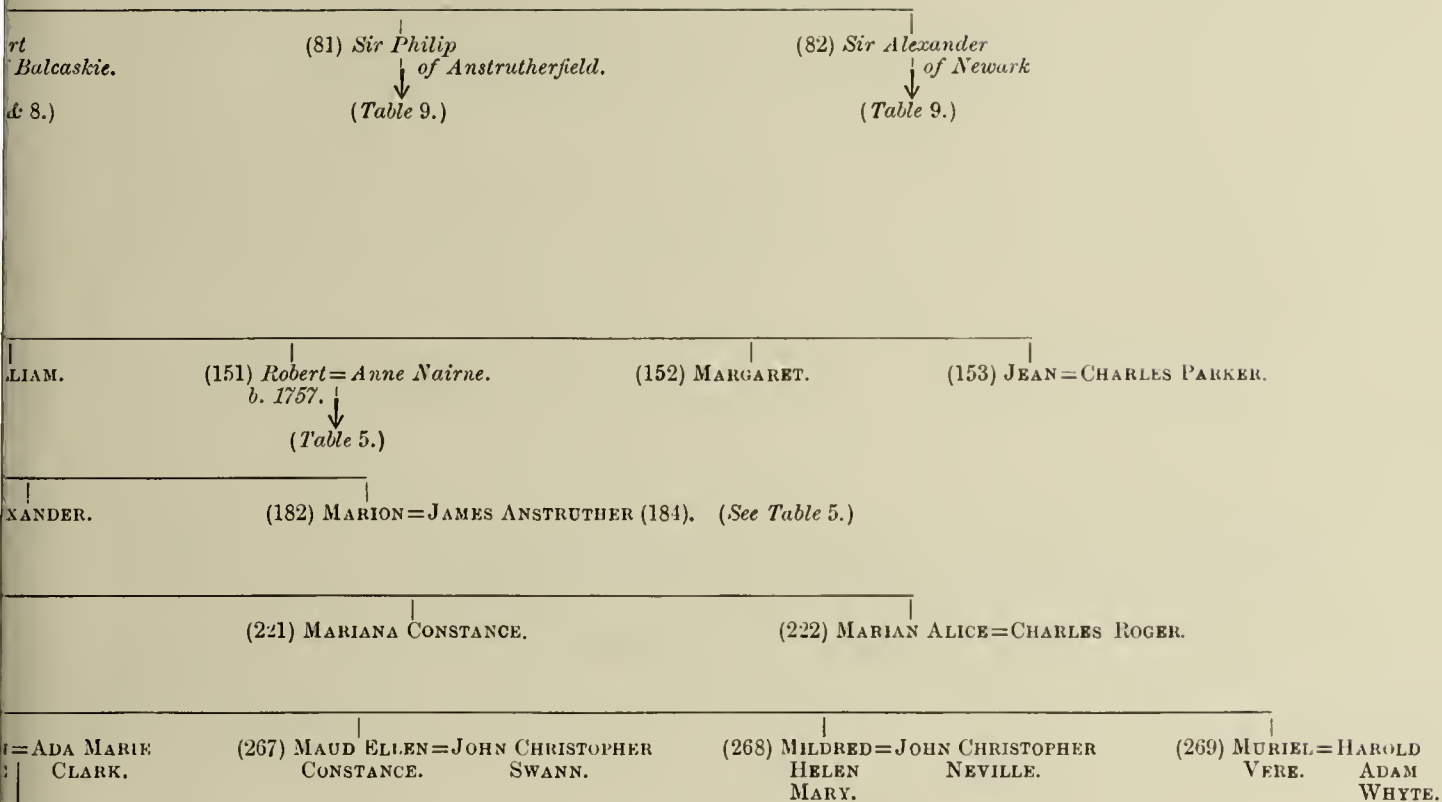 rt (81) Sir Philip (82) Sir Alexander
Balcaskie. of Anstrutherfield. of Newark
& 8.) (Table 9.) (Table 9.)
LIAM. (151) Robert=Anne Nairne. (152) MARGARET. (153) JEAN=CHARLES PARKER.
b. 1757.
(Table 5.)
XANDER. (182) MARION=JAMES ANSTRUTHER (184). (See Table 5.)
(221) MARIANA CONSTANCE. (222) MARIAN ALICE=CHARLES ROGER.
=ADA MARIE (267) MAUD ELLEN=JOHN CHRISTOPHER (268) MILDRED=JOHN CHRISTOPHER (269) MURIEL=HAROLD
CLARK. CONSTANCE. SWANN. HELEN NEVILLE. VERE. ADAM
MARY. WHYTE.